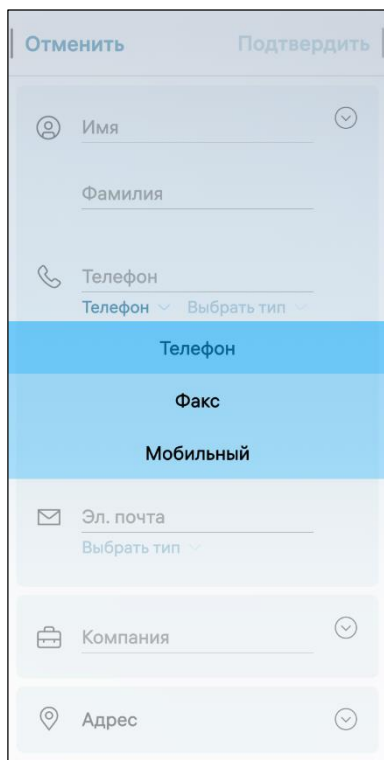 Отменить Подтвердить
Имя
Фамилия
Телефон
Телефон Выбрать тип
Телефон
Факс
Мобильный
Эл. почта
Выбрать тип
Компания
Адрес